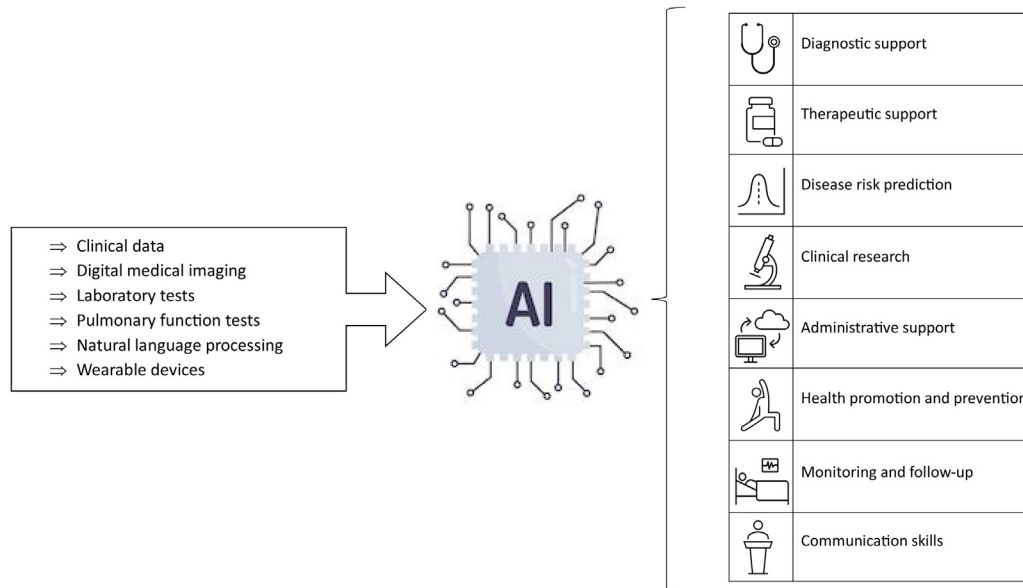 ⇒ Clinical data
⇒ Digital medical imaging
⇒ Laboratory tests
⇒ Pulmonary function tests
⇒ Natural language processing
⇒ Wearable devices
AI
Diagnostic support
Therapeutic support
Disease risk prediction
Clinical research
Administrative support
Health promotion and prevention
Monitoring and follow-up
Communication skills